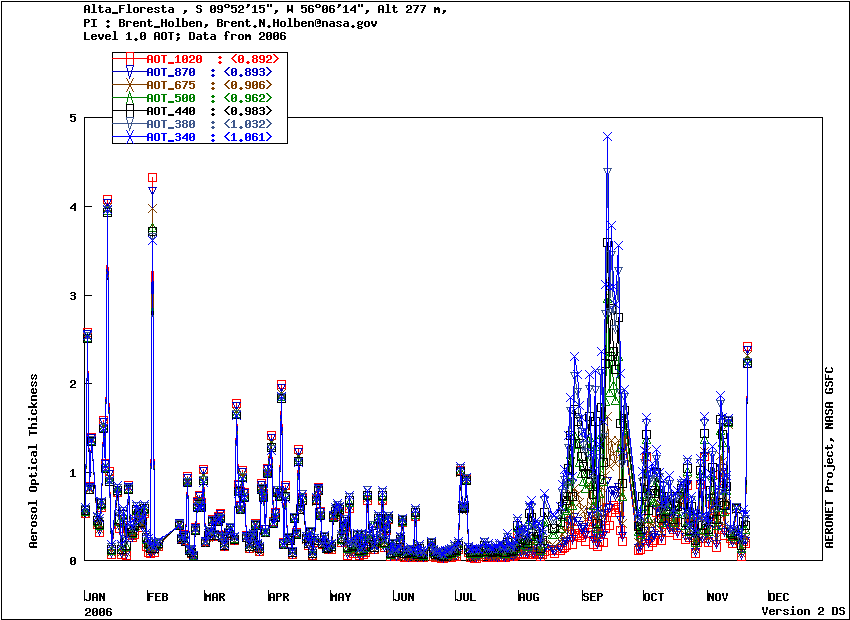 Alta_Floresta , S 09°52'15", W 56°06'14", Alt 277 m,
PI : Brent_Holben, Brent.N.Holben@nasa.gov
Level 1.0 AOT; Data from 2006
AOT_1020 : <0.892>
AOT_870 : <0.893>
AOT_675 : <0.906>
AOT_500 : <0.962>
AOT_440 : <0.983>
AOT_380 : <1.032>
AOT_340 : <1.061>
5
4
3
2
1
0
Aerosol Optical Thickness
AERONET Project, NASA GSFC
JAN FEB MAR APR MAY JUN JUL AUG SEP OCT NOV DEC
2006
Version 2 DS